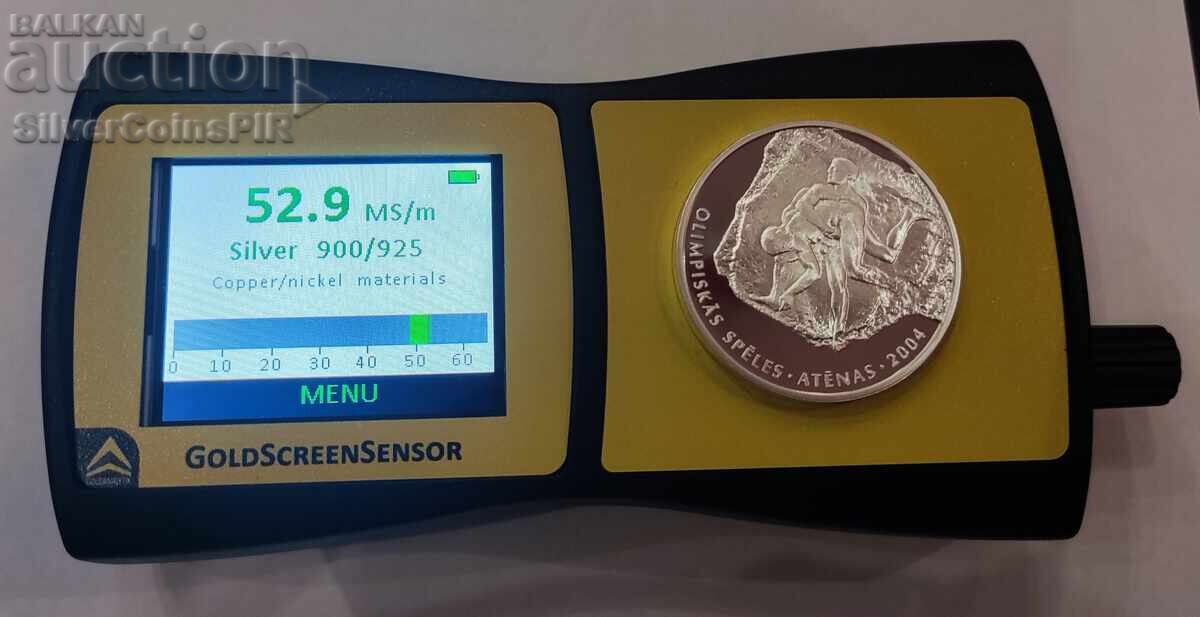 BALKAN
auction
SilverCoinsPIR
52.9 MS/m
Silver 900/925
Copper/nickel materials
0 10 20 30 40 50 60
MENU
GOLDSCREENSENSOR
GOLDANALYTIX
OLIMPISKĀS SPĒLES · ATĒNAS · 2004